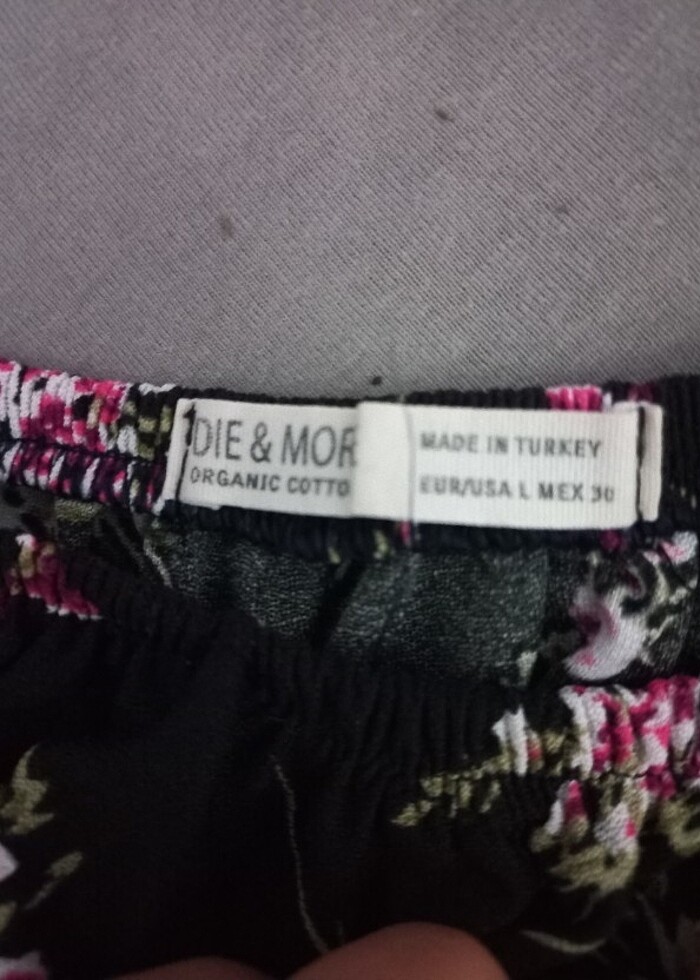 DIE & MOR
ORGANIC COTTO
MADE IN TURKEY
EUR/USA L MEX 30